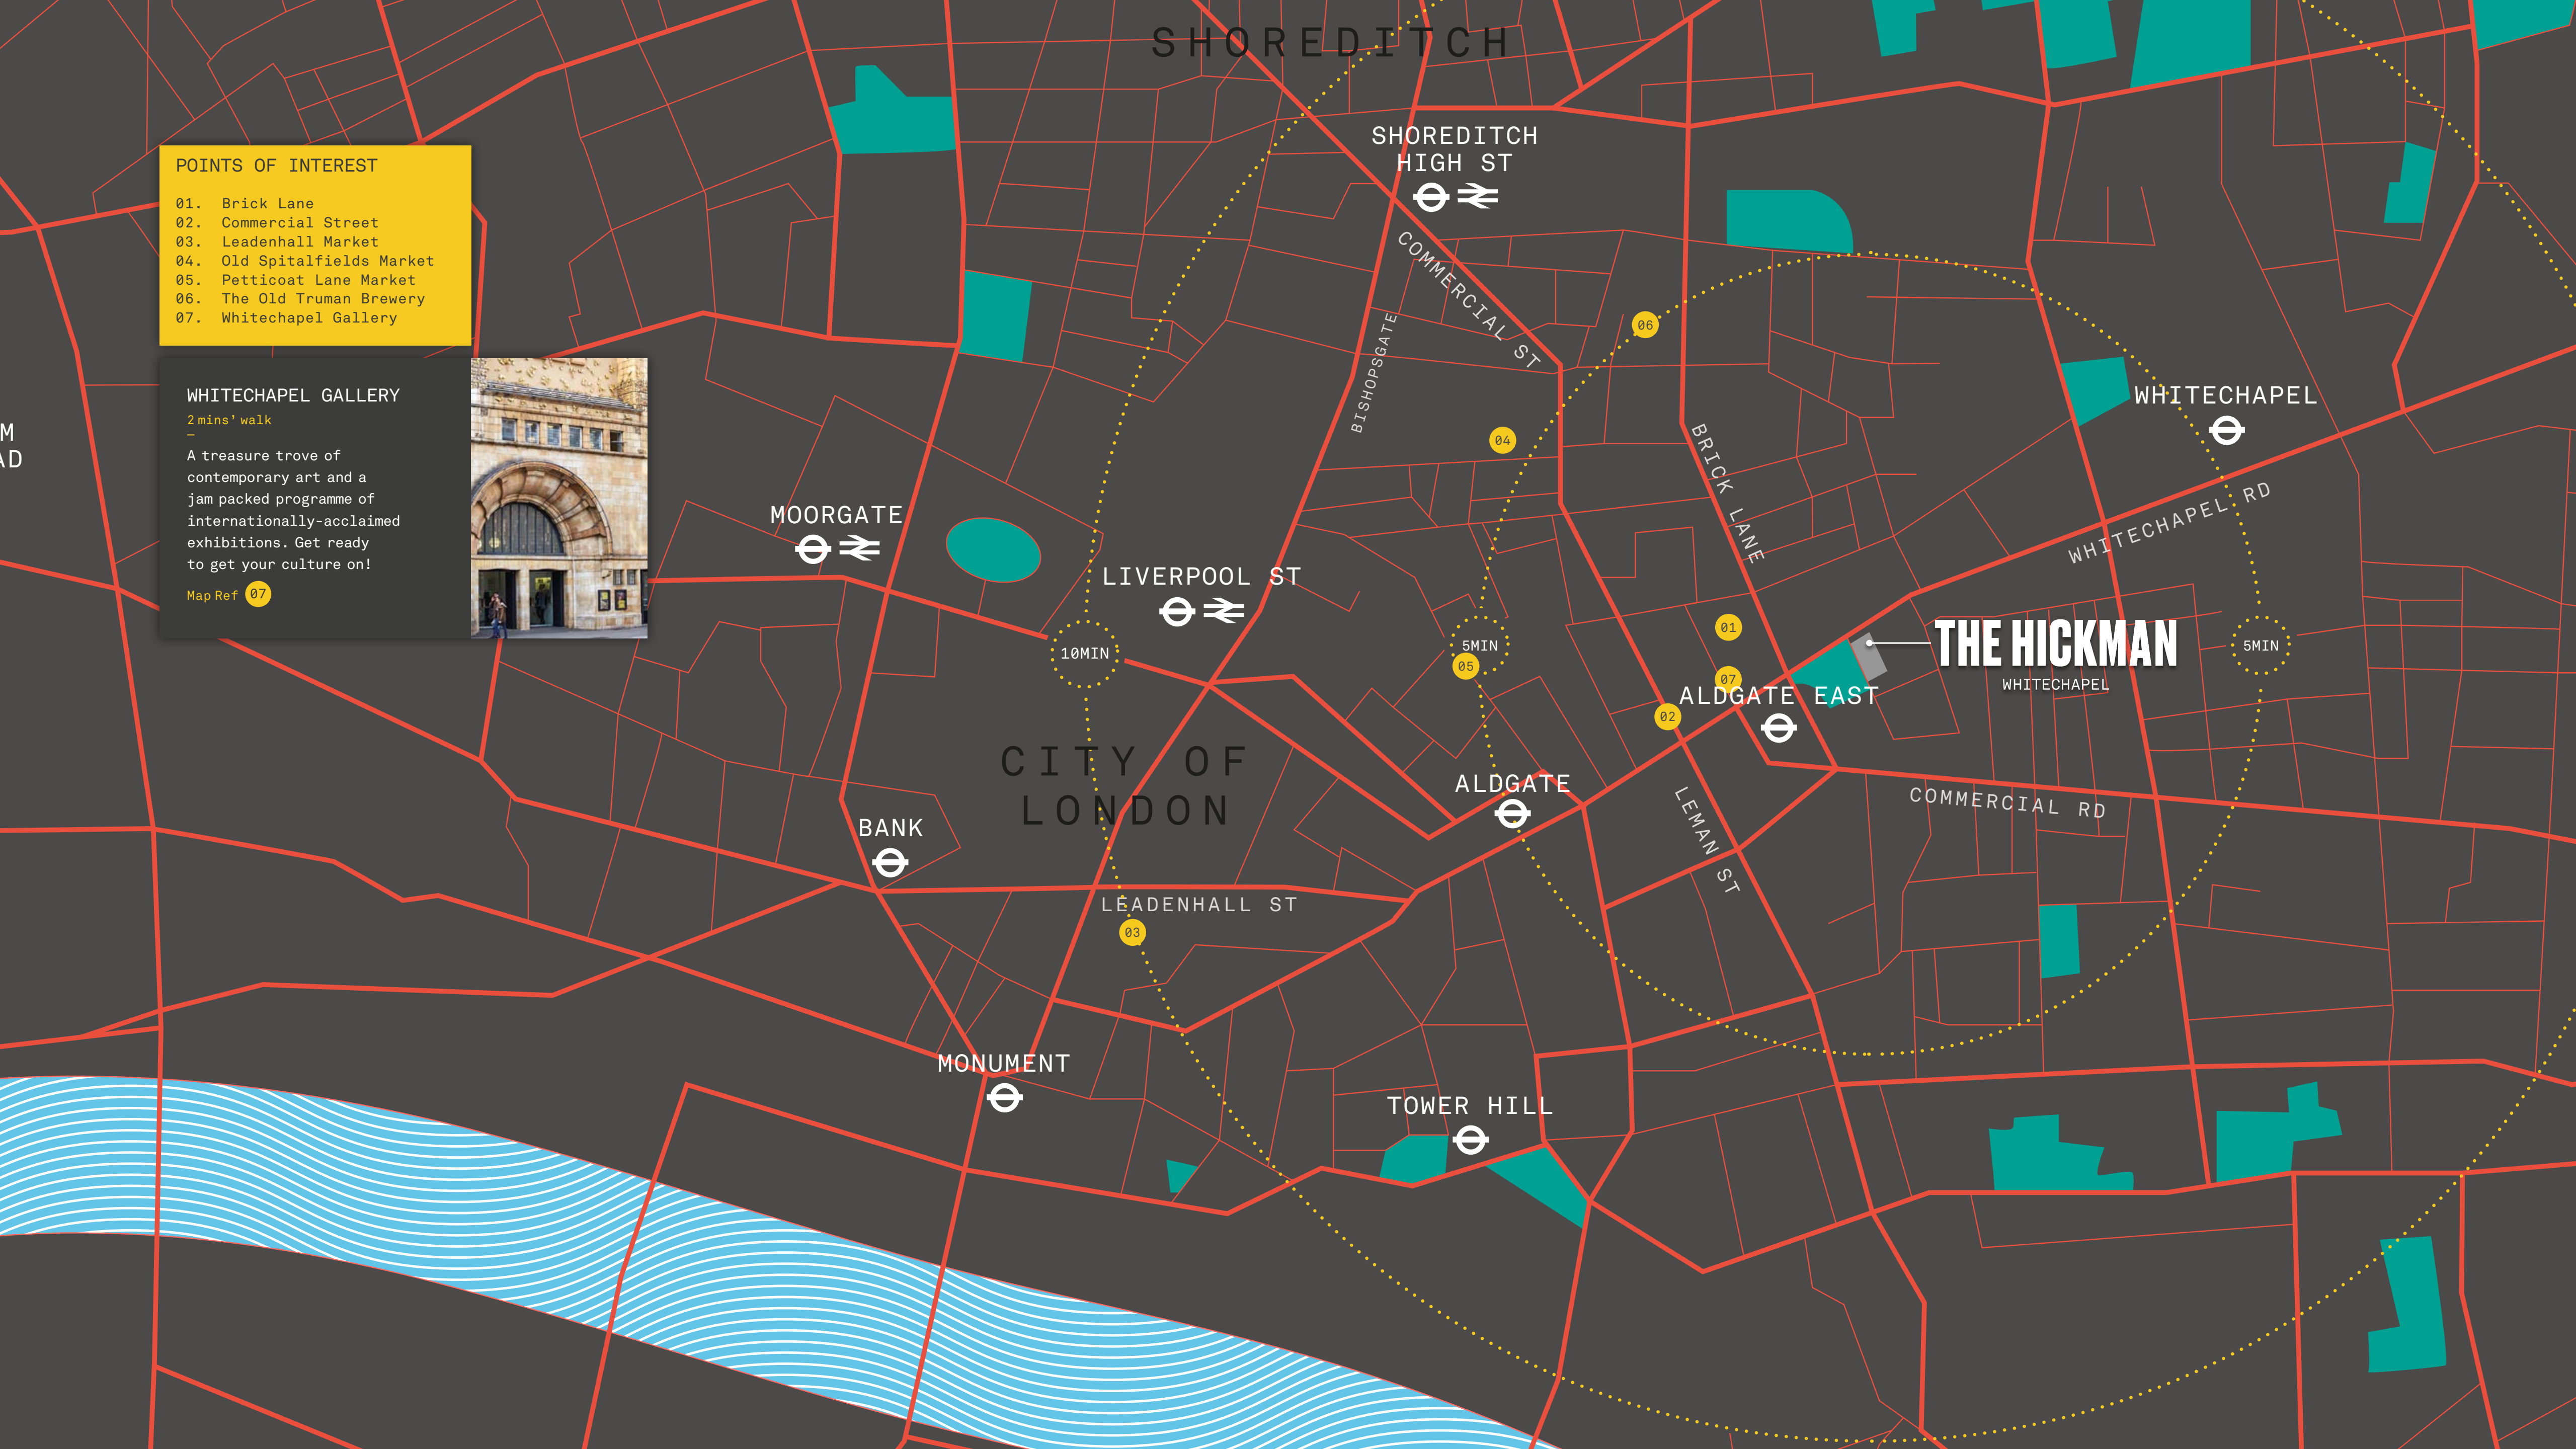 SHOREDITCH
SHOREDITCH
HIGH ST
POINTS OF INTEREST
01. Brick Lane
02. Commercial Street
03. Leadenhall Market
04. Old Spitalfields Market
05. Petticoat Lane Market
06. The Old Truman Brewery
07. Whitechapel Gallery
WHITECHAPEL GALLERY
2 mins’ walk
—
A treasure trove of
contemporary art and a
jam packed programme of
internationally-acclaimed
exhibitions. Get ready
to get your culture on!
Map Ref 07
M
AD
COMMERCIAL ST
BISHOPSGATE
06
04
BRICK LANE
WHITECHAPEL
WHITECHAPEL RD
MOORGATE
LIVERPOOL ST
10MIN
5MIN
05
01
07
02
ALDGATE EAST
THE HICKMAN
WHITECHAPEL
5MIN
CITY OF
LONDON
ALDGATE
LEMAN ST
COMMERCIAL RD
BANK
LEADENHALL ST
03
MONUMENT
TOWER HILL